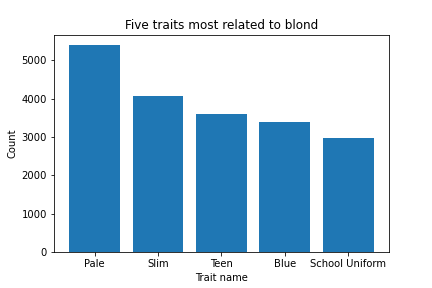 Five traits most related to blond
Count
5000
4000
3000
2000
1000
0
Pale Slim Teen Blue School Uniform
Trait name